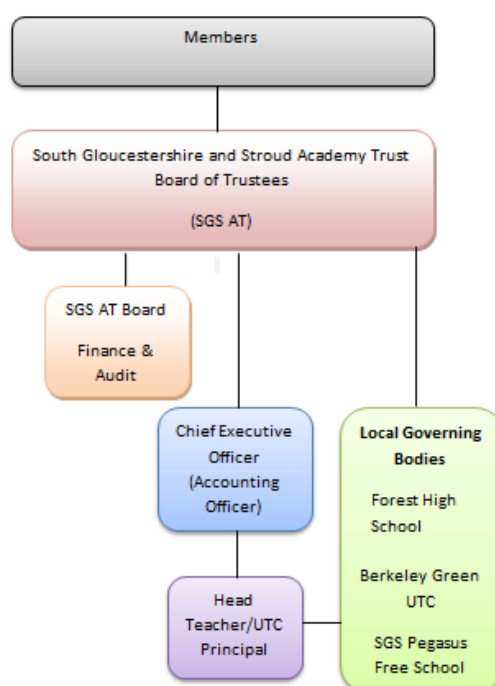 Members
South Gloucestershire and Stroud Academy Trust
Board of Trustees
(SGS AT)
SGS AT Board
Finance &
Audit
Chief Executive
Officer
(Accounting
Officer)
Local Governing
Bodies
Forest High
School
Berkeley Green
UTC
SGS Pegasus
Free School
Head
Teacher/UTC
Principal